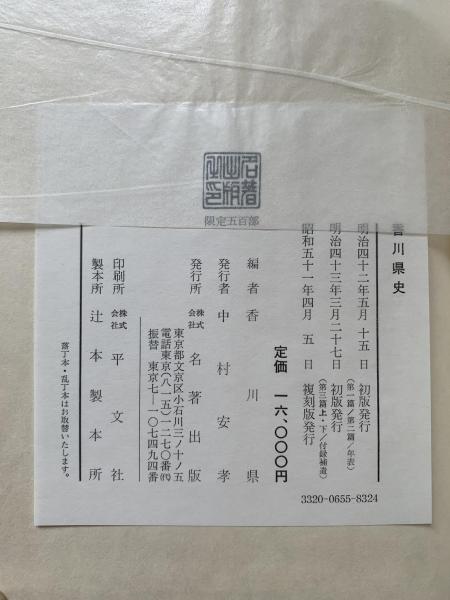 名著出版之印
限定五百部
香川県史
明治四十二年五月十五日 初版発行
(第一篇/第二篇/年表)
明治四十三年三月二十七日 初版発行
(第三篇上・下/付録補遺)
昭和五十一年四月五日 復刻版発行
3320-0655-8324
定価 一六、〇〇〇円
編者 香川県
発行者 中村安孝
発行所 株式会社 名著出版
東京都文京区小石川三ノ十ノ五
電話東京(八一五)一二七〇番(代)
振替 東京七-一〇七四九四番
印刷所 株式会社 平文社
製本所 辻本製本所
落丁本・乱丁本はお取替いたします。